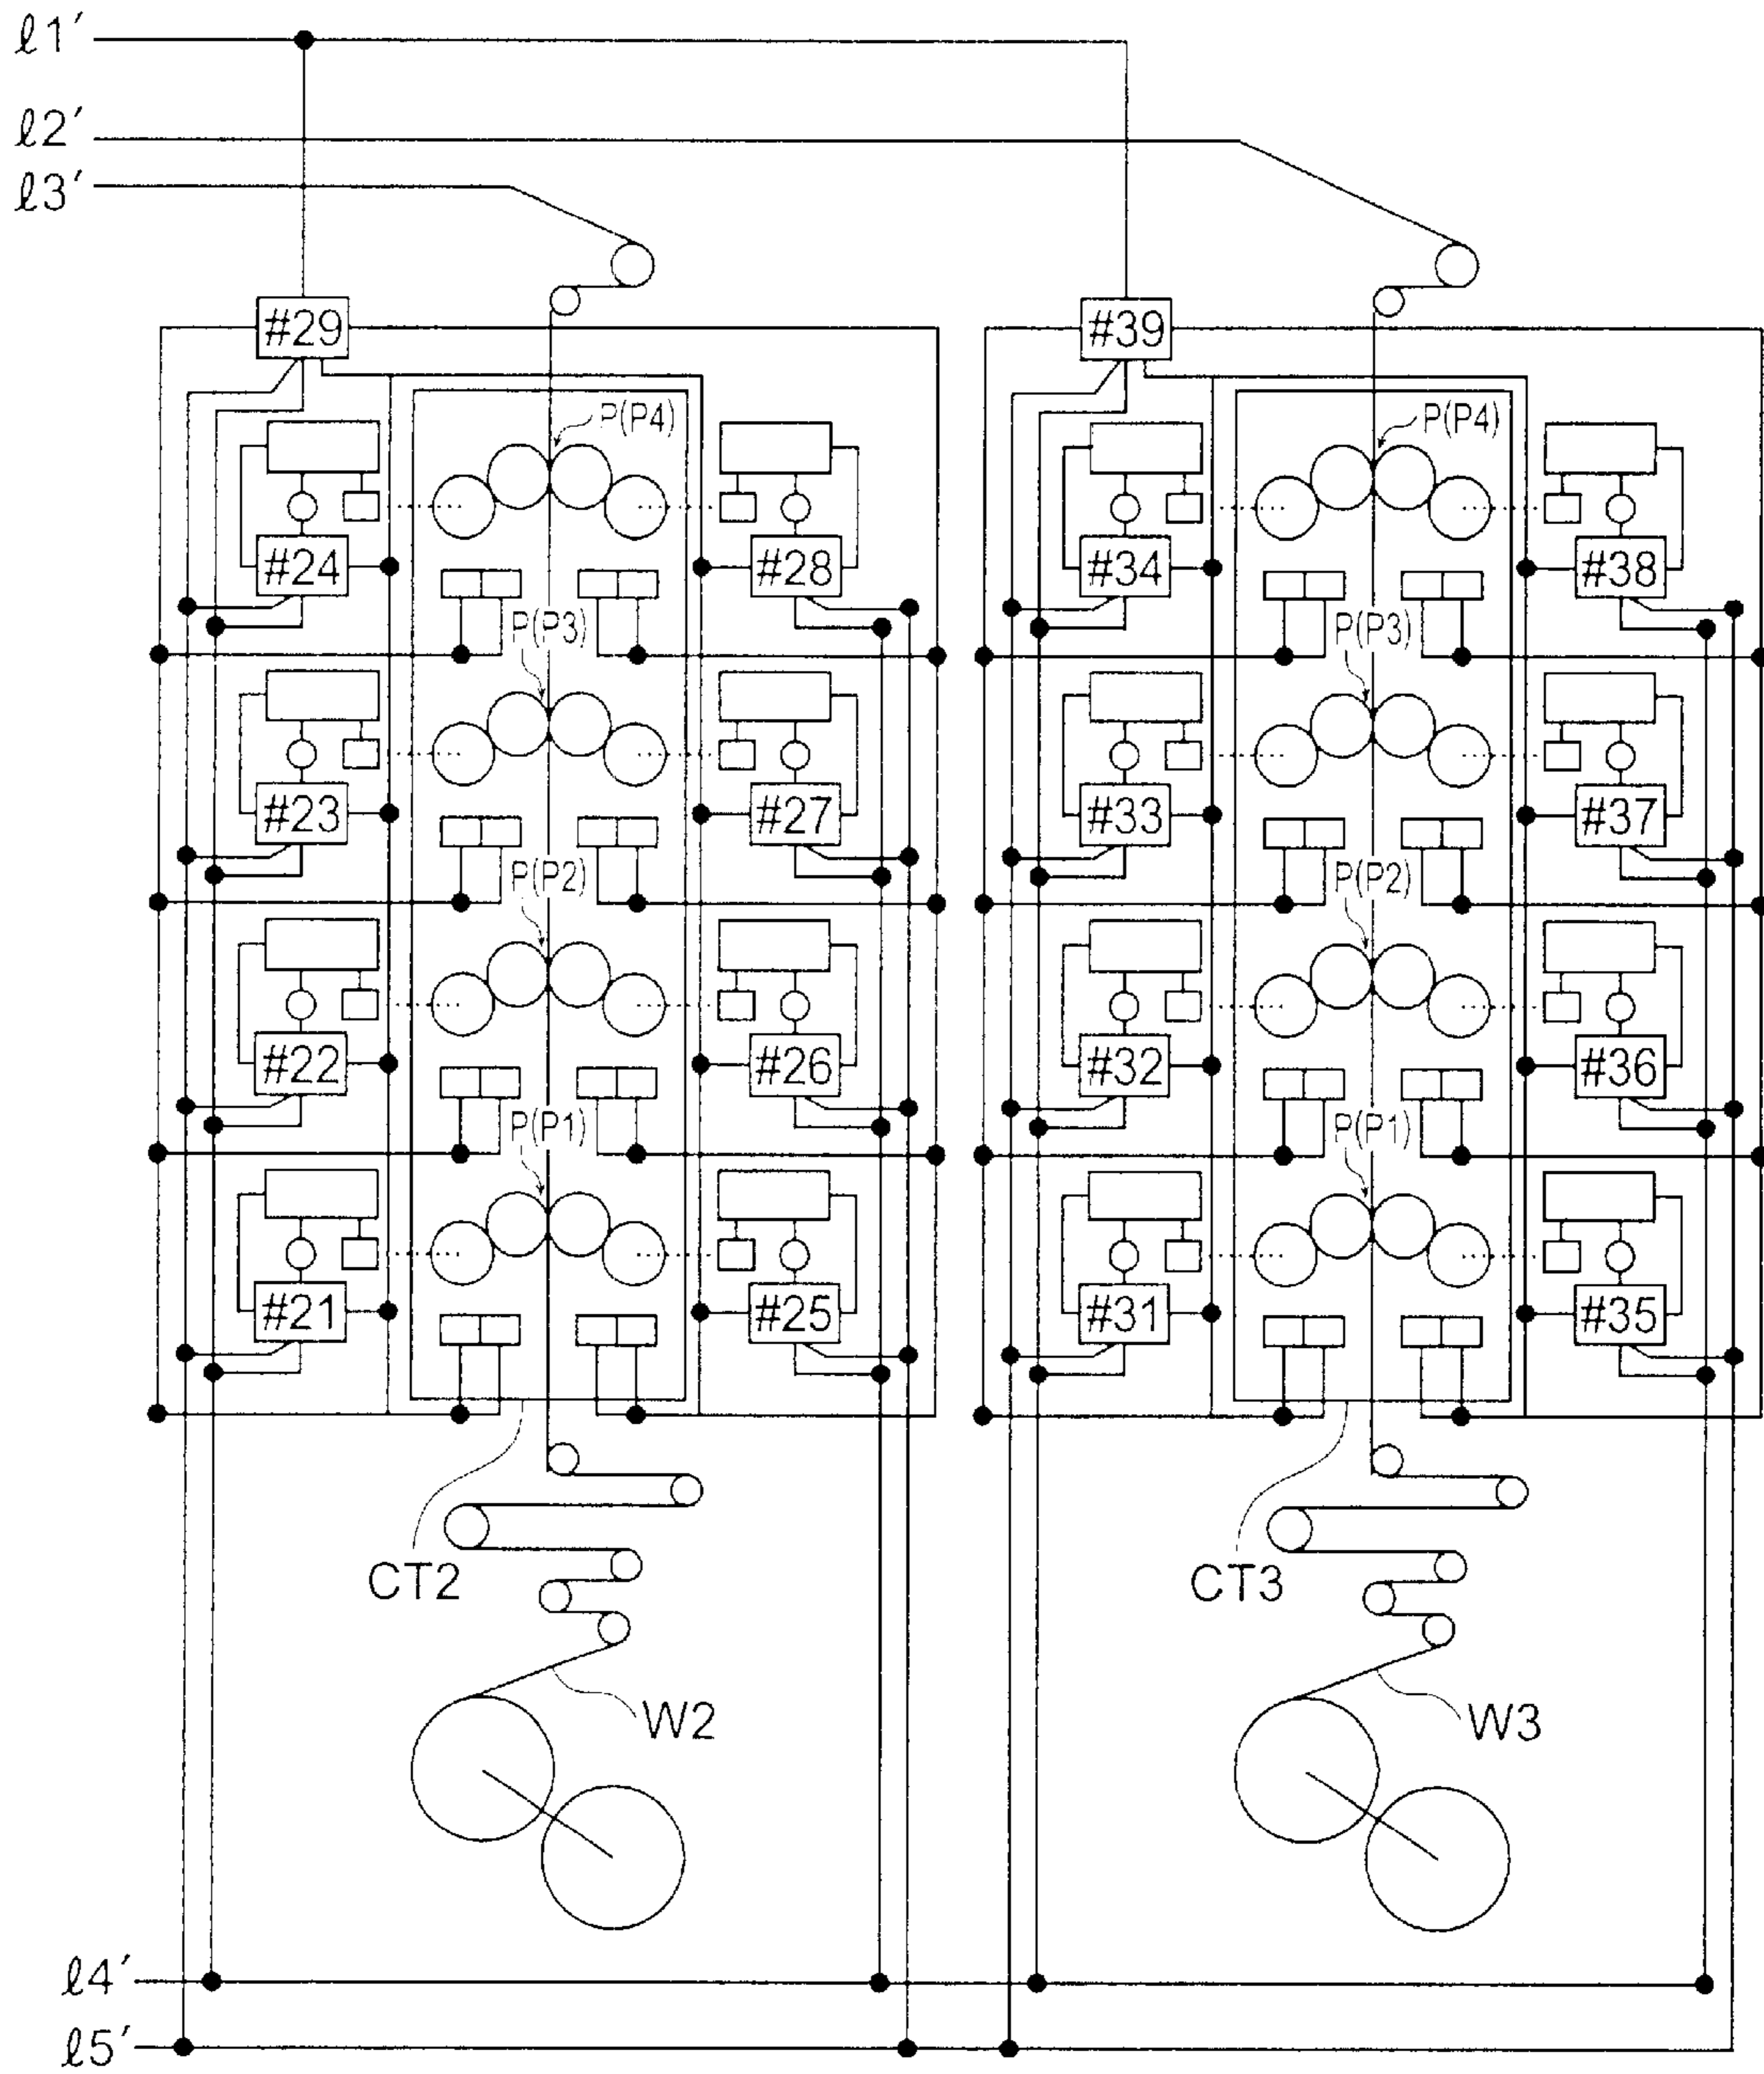 ℓ1′
ℓ2′
ℓ3′
#29 #39
P(P4) P(P4)
#24 #28 #34 #38
P(P3) P(P3)
#23 #27 #33 #37
P(P2) P(P2)
#22 #26 #32 #36
P(P1) P(P1)
#21 #25 #31 #35
CT2 CT3
W2 W3
ℓ4′
ℓ5′